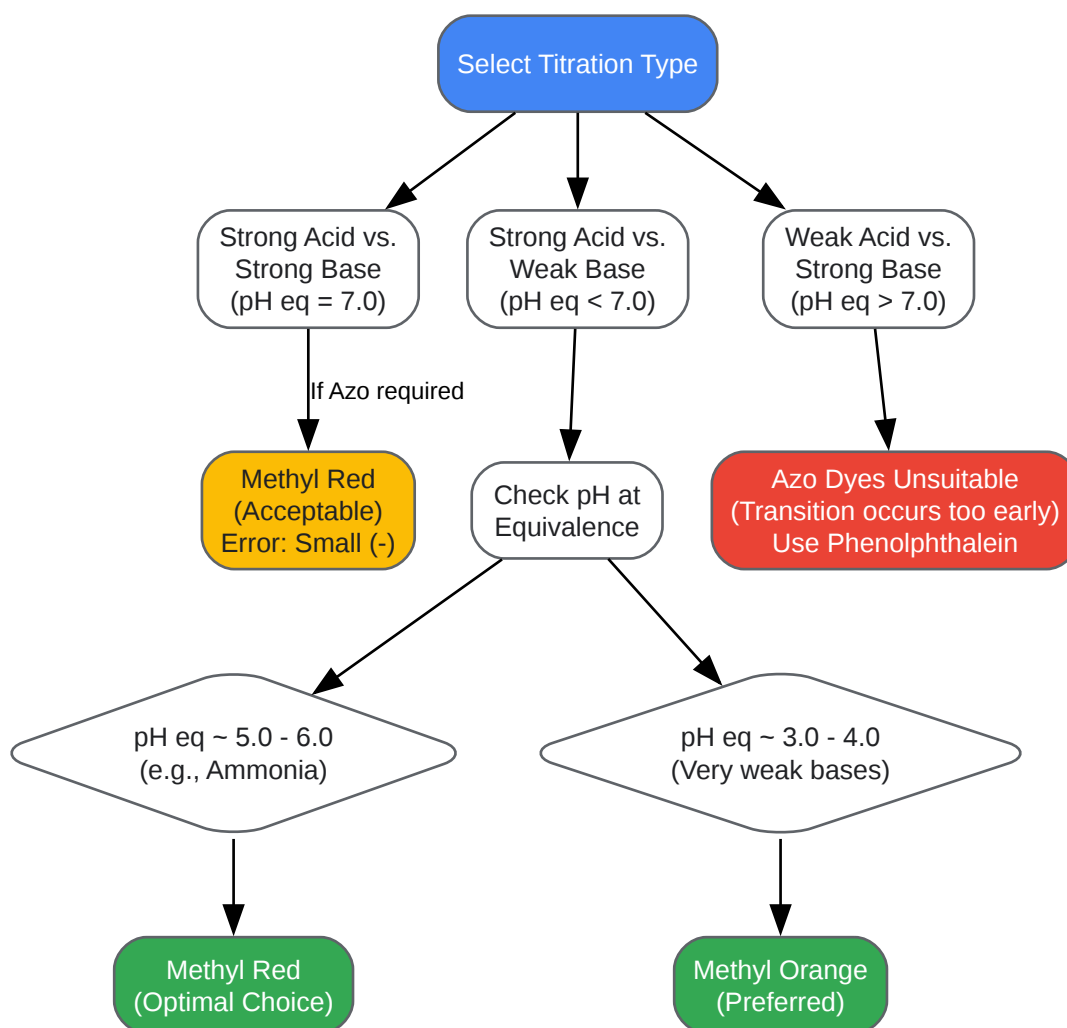 Select Titration Type
Strong Acid vs.
Strong Base
(pH eq = 7.0)
Strong Acid vs.
Weak Base
(pH eq < 7.0)
Weak Acid vs.
Strong Base
(pH eq > 7.0)
If Azo required
Methyl Red
(Acceptable)
Error: Small (-)
Check pH at
Equivalence
Azo Dyes Unsuitable
(Transition occurs too early)
Use Phenolphthalein
pH eq ~ 5.0 - 6.0
(e.g., Ammonia)
pH eq ~ 3.0 - 4.0
(Very weak bases)
Methyl Red
(Optimal Choice)
Methyl Orange
(Preferred)